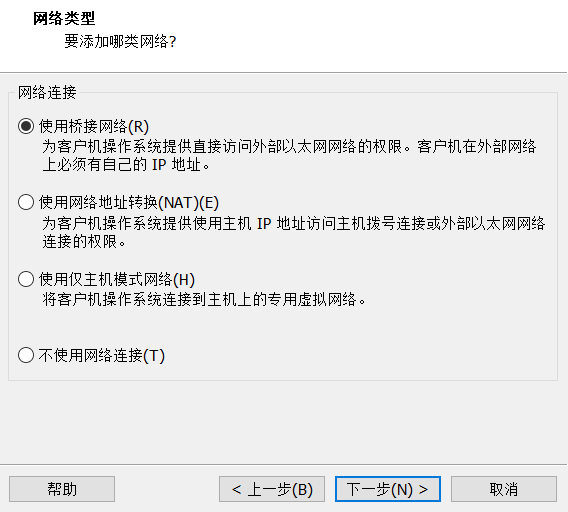 网络类型
要添加哪类网络?
网络连接
使用桥接网络(R)
为客户机操作系统提供直接访问外部以太网网络的权限。客户机在外部网络
上必须有自己的 IP 地址。
使用网络地址转换(NAT)(E)
为客户机操作系统提供使用主机 IP 地址访问主机拨号连接或外部以太网网络
连接的权限。
使用仅主机模式网络(H)
将客户机操作系统连接到主机上的专用虚拟网络。
不使用网络连接(T)
帮助
< 上一步(B)
下一步(N) >
取消